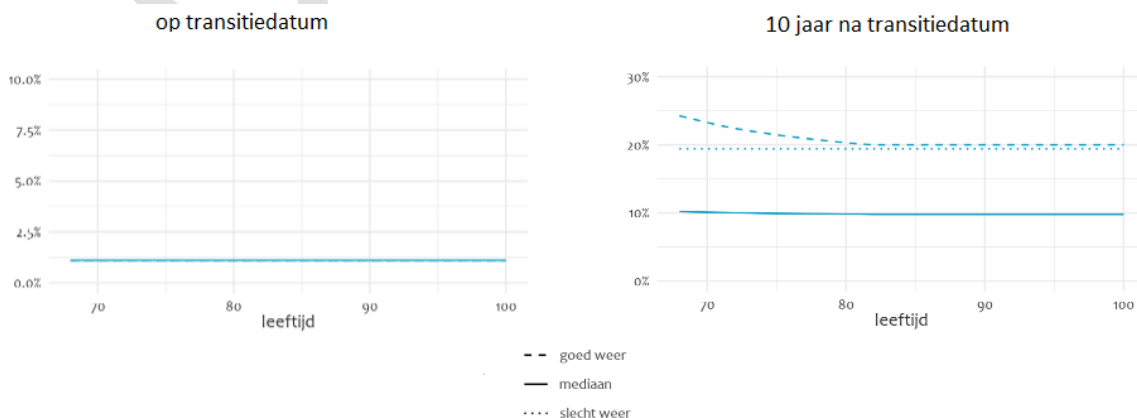 op transitiedatum
10.0%
7.5%
5.0%
2.5%
0.0%
70 80 90 100
leeftijd
10 jaar na transitiedatum
30%
20%
10%
0%
70 80 90 100
leeftijd
goed weer
mediaan
slecht weer